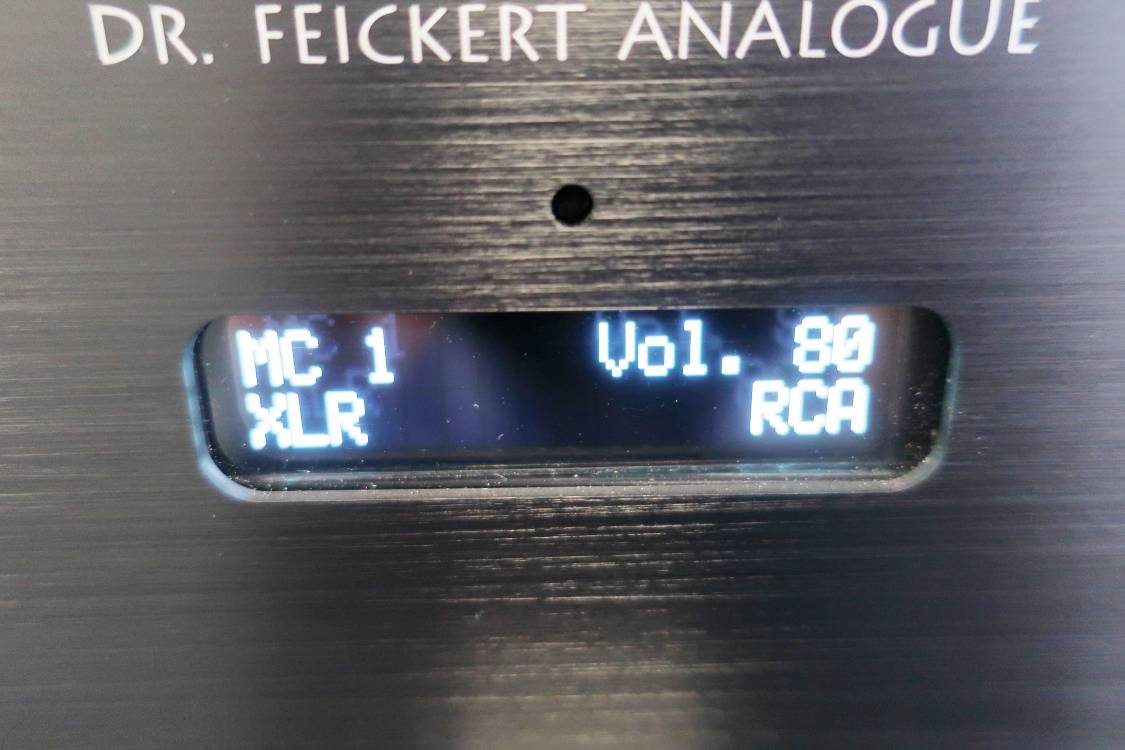 DR. FEICKERT ANALOGUE
MC 1 Vol. 80
XLR RCA